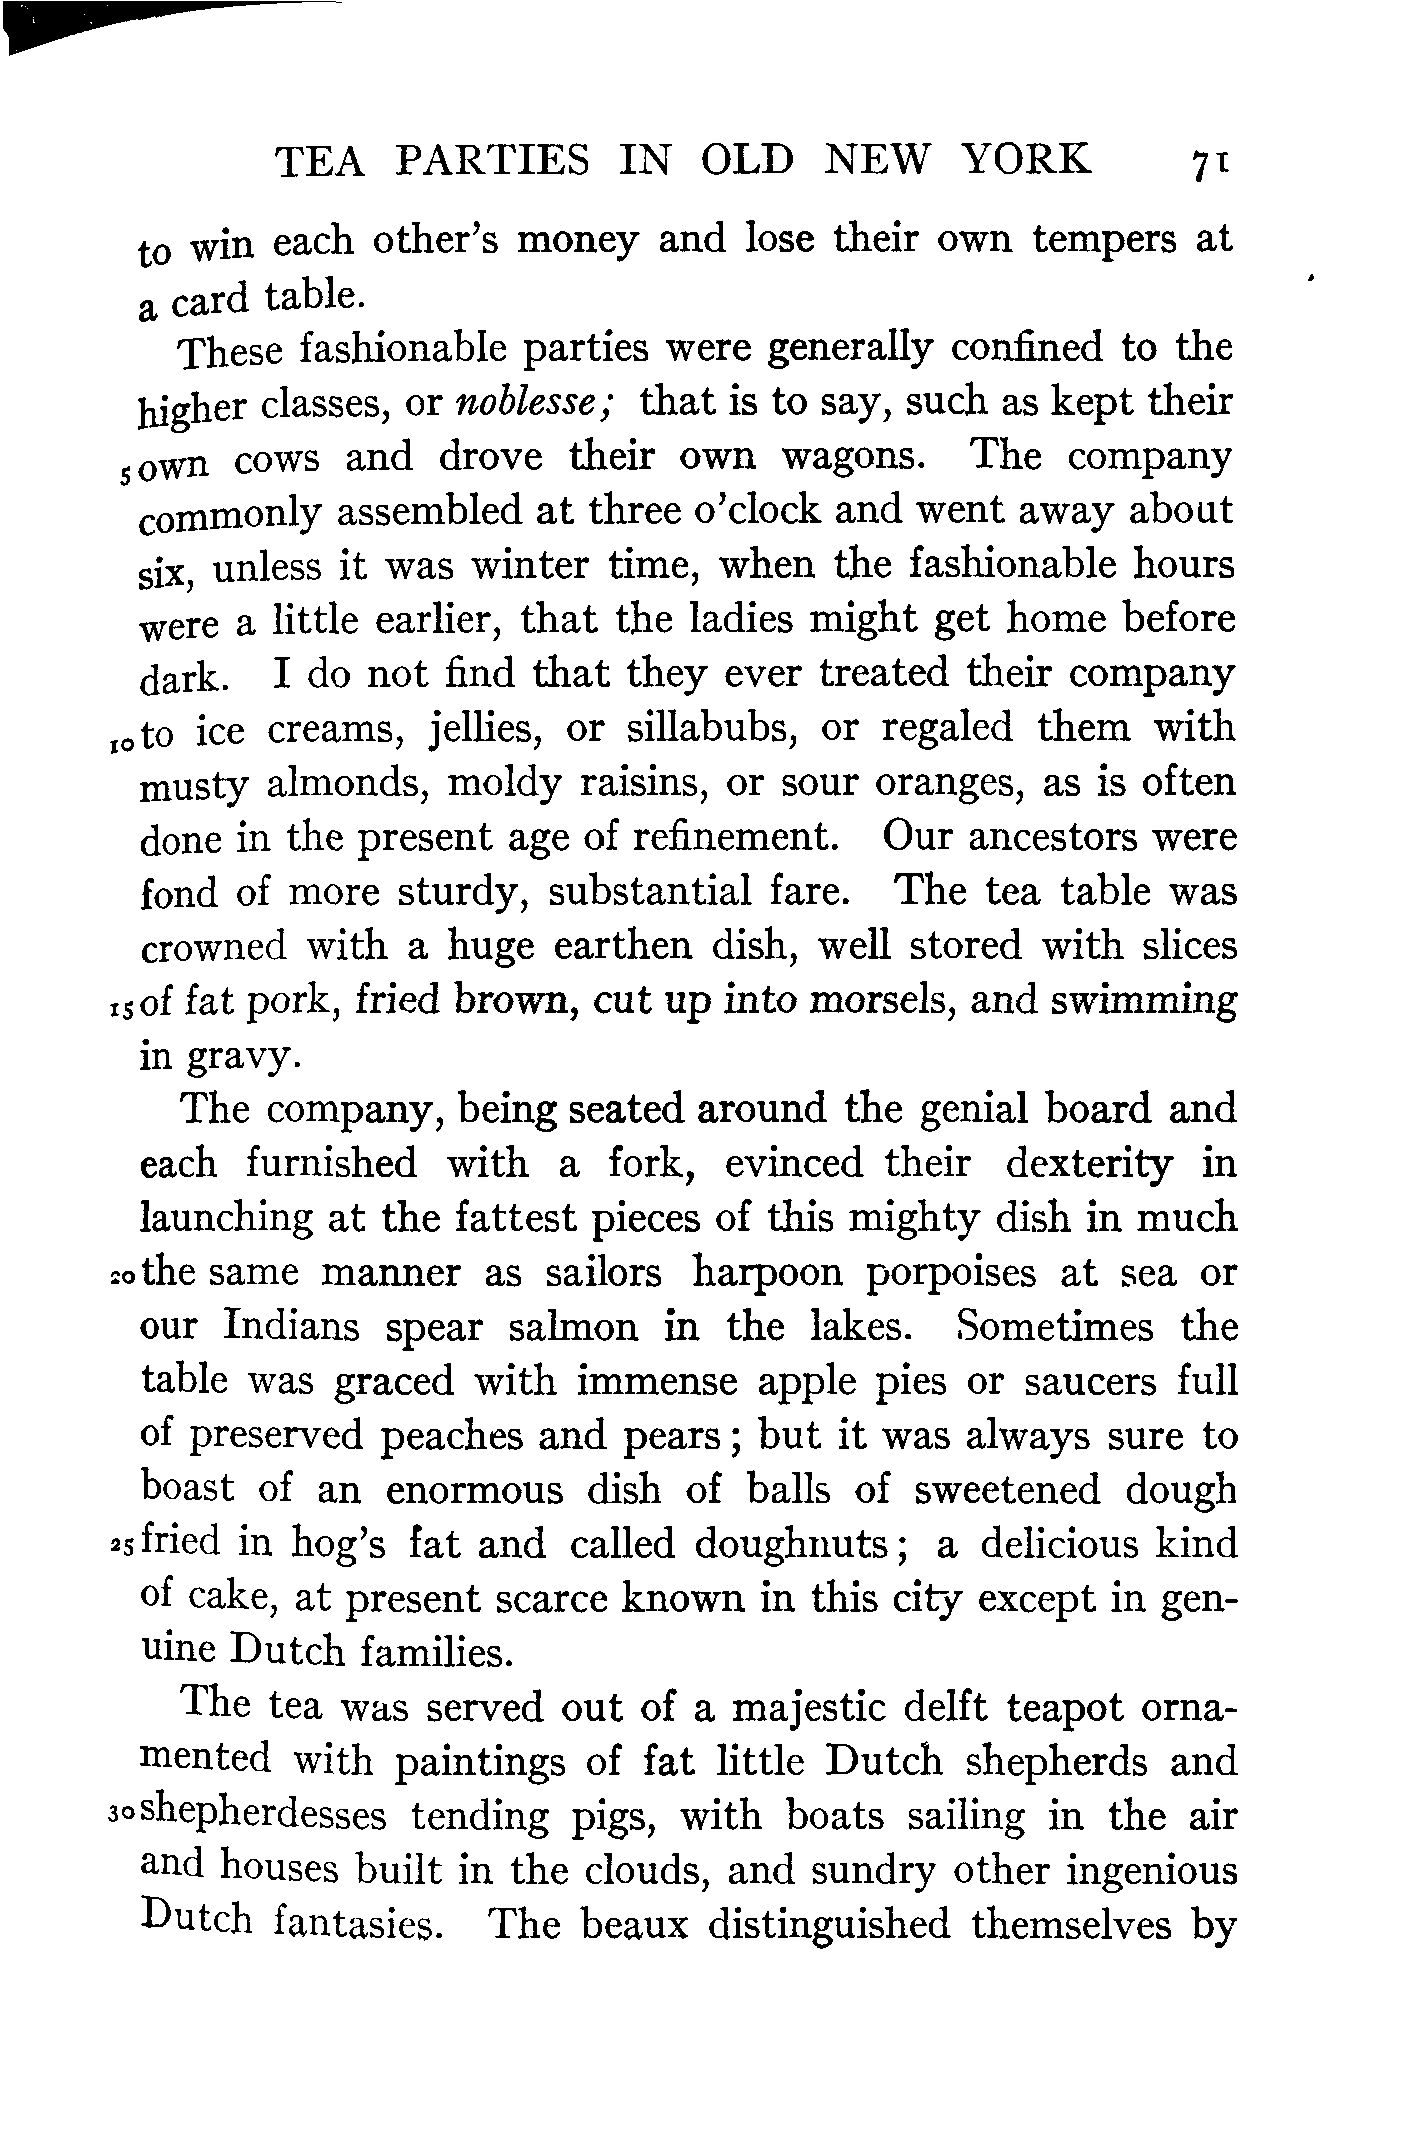 TEA PARTIES IN OLD NEW YORK 71
to win each other's money and lose their own tempers at
a card table.
These fashionable parties were generally confined to the
higher classes, or noblesse; that is to say, such as kept their
5 own cows and drove their own wagons. The company
commonly assembled at three o'clock and went away about
six, unless it was winter time, when the fashionable hours
were a little earlier, that the ladies might get home before
dark. I do not find that they ever treated their company
10 to ice creams, jellies, or sillabubs, or regaled them with
musty almonds, moldy raisins, or sour oranges, as is often
done in the present age of refinement. Our ancestors were
fond of more sturdy, substantial fare. The tea table was
crowned with a huge earthen dish, well stored with slices
15 of fat pork, fried brown, cut up into morsels, and swimming
in gravy.
The company, being seated around the genial board and
each furnished with a fork, evinced their dexterity in
launching at the fattest pieces of this mighty dish in much
20 the same manner as sailors harpoon porpoises at sea or
our Indians spear salmon in the lakes. Sometimes the
table was graced with immense apple pies or saucers full
of preserved peaches and pears; but it was always sure to
boast of an enormous dish of balls of sweetened dough
25 fried in hog's fat and called doughnuts; a delicious kind
of cake, at present scarce known in this city except in gen-
uine Dutch families.
The tea was served out of a majestic delft teapot orna-
mented with paintings of fat little Dutch shepherds and
30 shepherdesses tending pigs, with boats sailing in the air
and houses built in the clouds, and sundry other ingenious
Dutch fantasies. The beaux distinguished themselves by